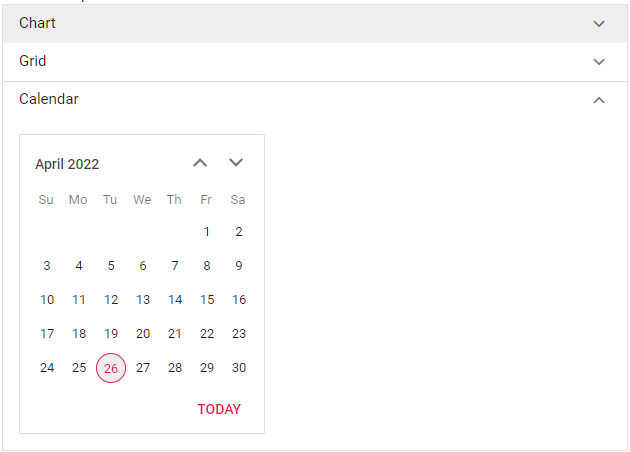 Chart
Grid
Calendar
April 2022
Su Mo Tu We Th Fr Sa
1 2
3 4 5 6 7 8 9
10 11 12 13 14 15 16
17 18 19 20 21 22 23
24 25 26 27 28 29 30
TODAY